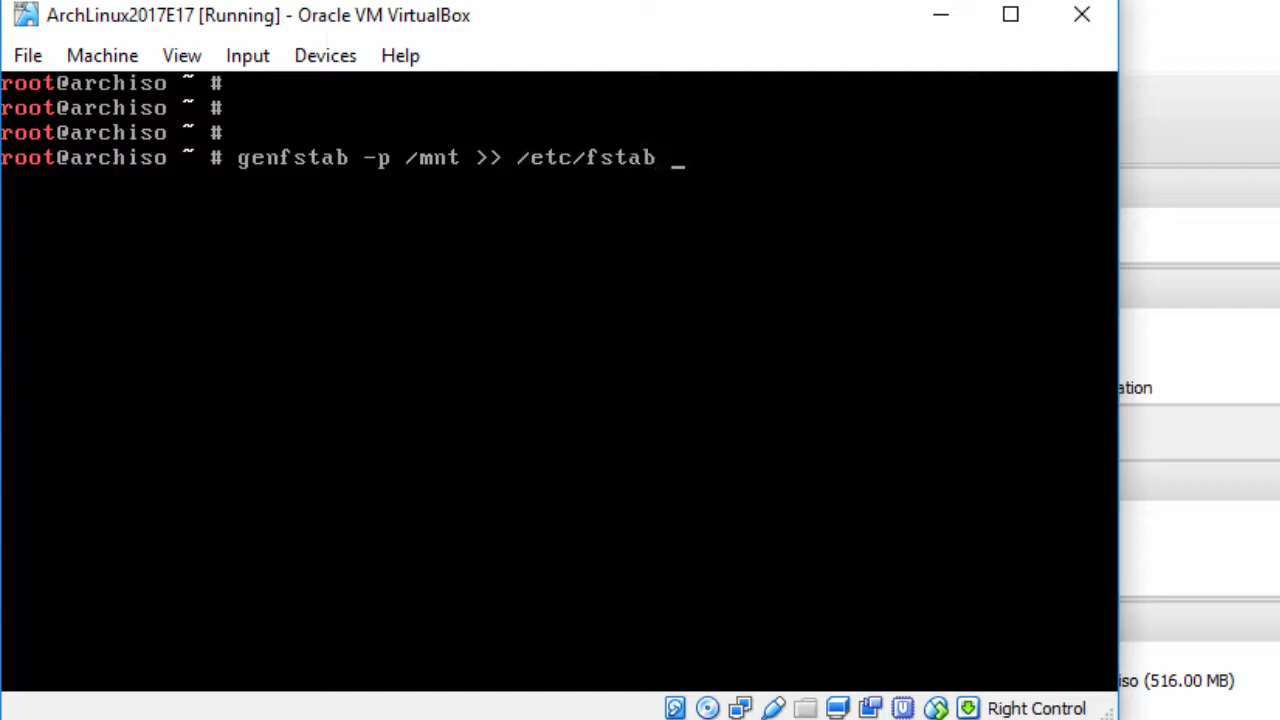 ArchLinux2017E17 [Running] - Oracle VM VirtualBox
File Machine View Input Devices Help
root@archiso ~ #
root@archiso ~ #
root@archiso ~ #
root@archiso ~ # genfstab -p /mnt >> /etc/fstab _
ation
iso (516.00 MB)
Right Control